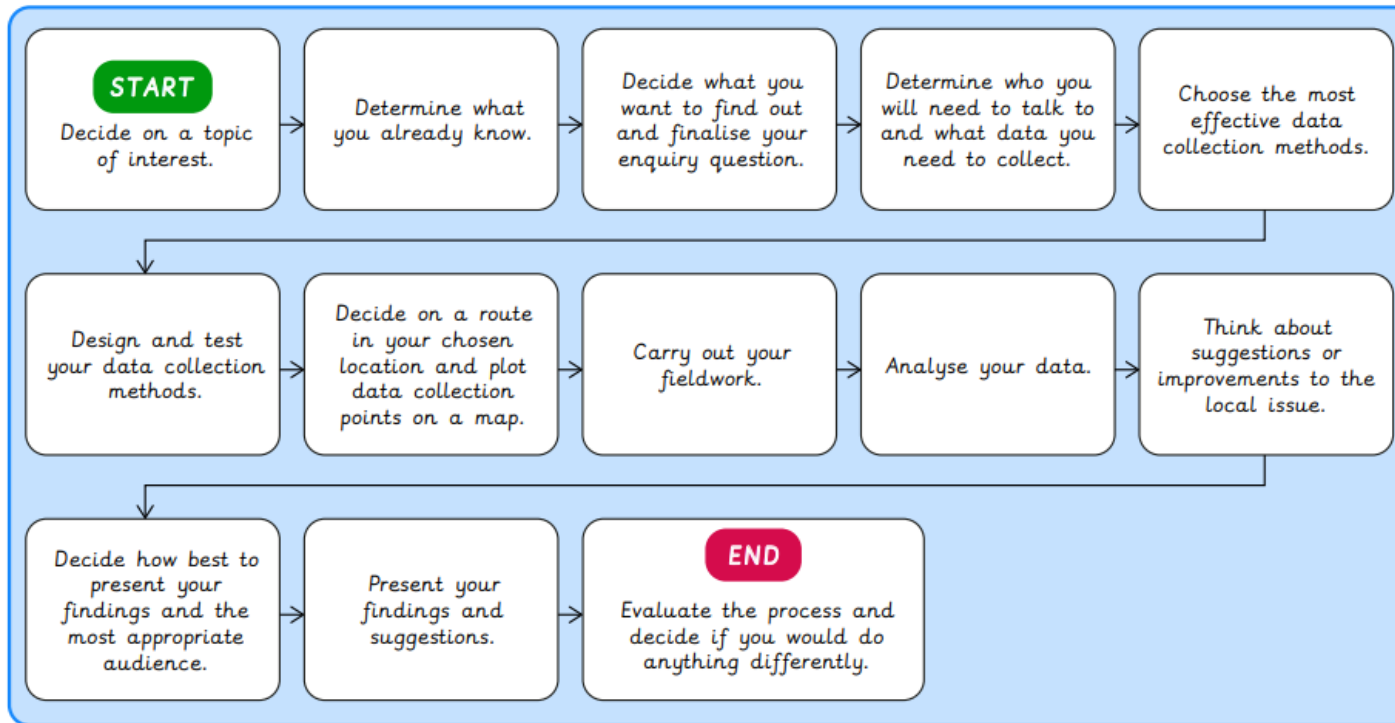 START
Decide on a topic
of interest.
Determine what
you already know.
Decide what you
want to find out
and finalise your
enquiry question.
Determine who you
will need to talk to
and what data you
need to collect.
Choose the most
effective data
collection methods.
Design and test
your data collection
methods.
Decide on a route
in your chosen
location and plot
data collection
points on a map.
Carry out your
fieldwork.
Analyse your data.
Think about
suggestions or
improvements to the
local issue.
Decide how best to
present your
findings and the
most appropriate
audience.
Present your
findings and
suggestions.
END
Evaluate the process and
decide if you would do
anything differently.